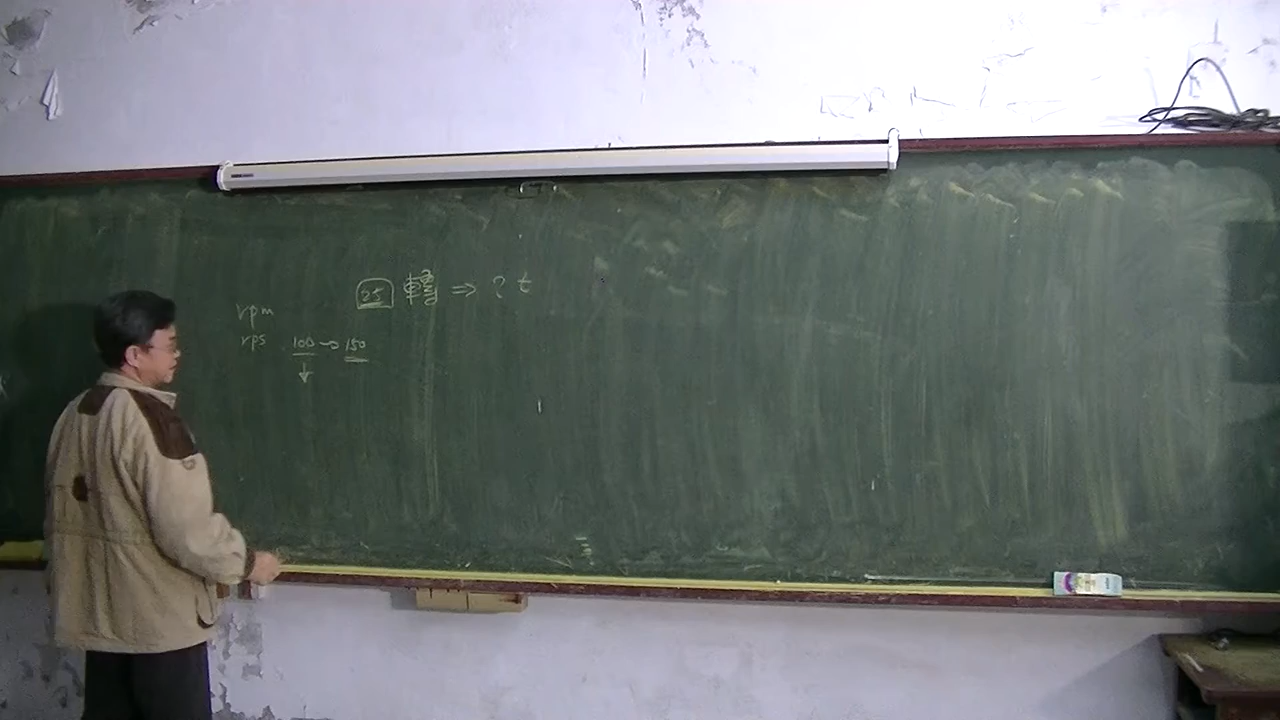 25 轉 ⇒ ? t
rpm
rps 100 → 150
↓